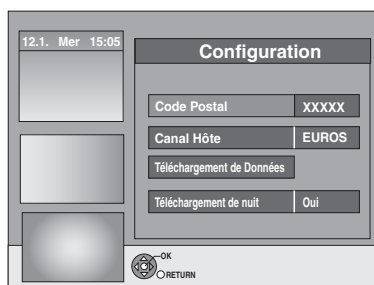 12.1. Mer 15:05
Configuration
Code Postal XXXXX
Canal Hôte EUROS
Téléchargement de Données
Téléchargement de nuit Oui
OK
RETURN